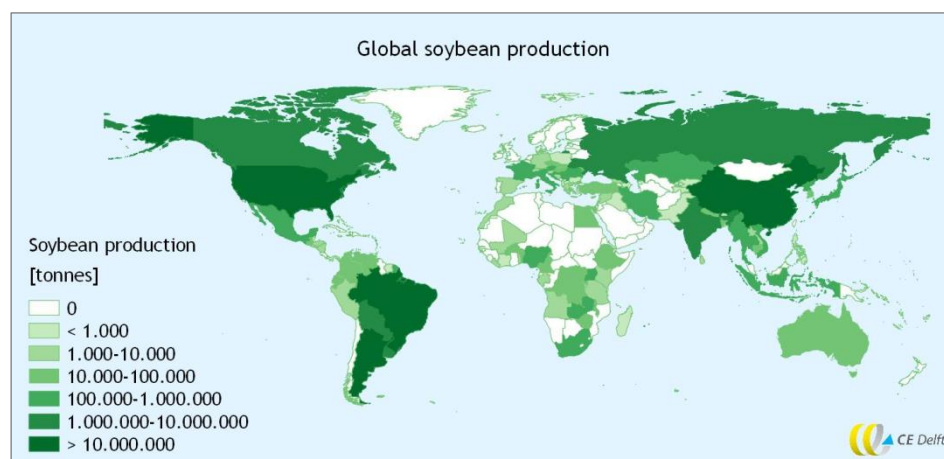 Global soybean production
Soybean production
[tonnes]
0
< 1.000
1.000-10.000
10.000-100.000
100.000-1.000.000
1.000.000-10.000.000
> 10.000.000
CE Delft